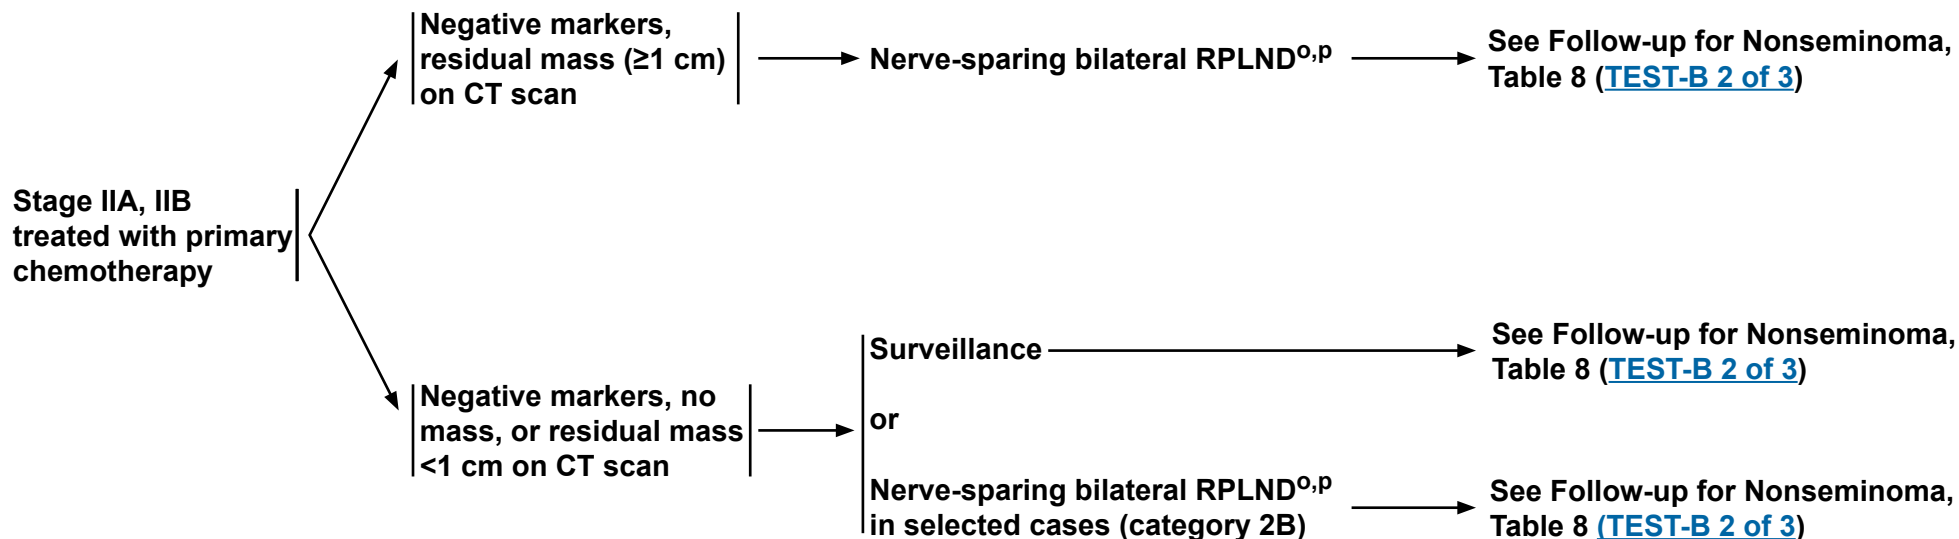 Stage IIA, IIB
treated with primary
chemotherapy
Negative markers,
residual mass (≥1 cm)
on CT scan
Nerve-sparing bilateral RPLNDo,p
See Follow-up for Nonseminoma,
Table 8 (TEST-B 2 of 3)
Negative markers, no
mass, or residual mass
<1 cm on CT scan
Surveillance
See Follow-up for Nonseminoma,
Table 8 (TEST-B 2 of 3)
or
Nerve-sparing bilateral RPLNDo,p
in selected cases (category 2B)
See Follow-up for Nonseminoma,
Table 8 (TEST-B 2 of 3)